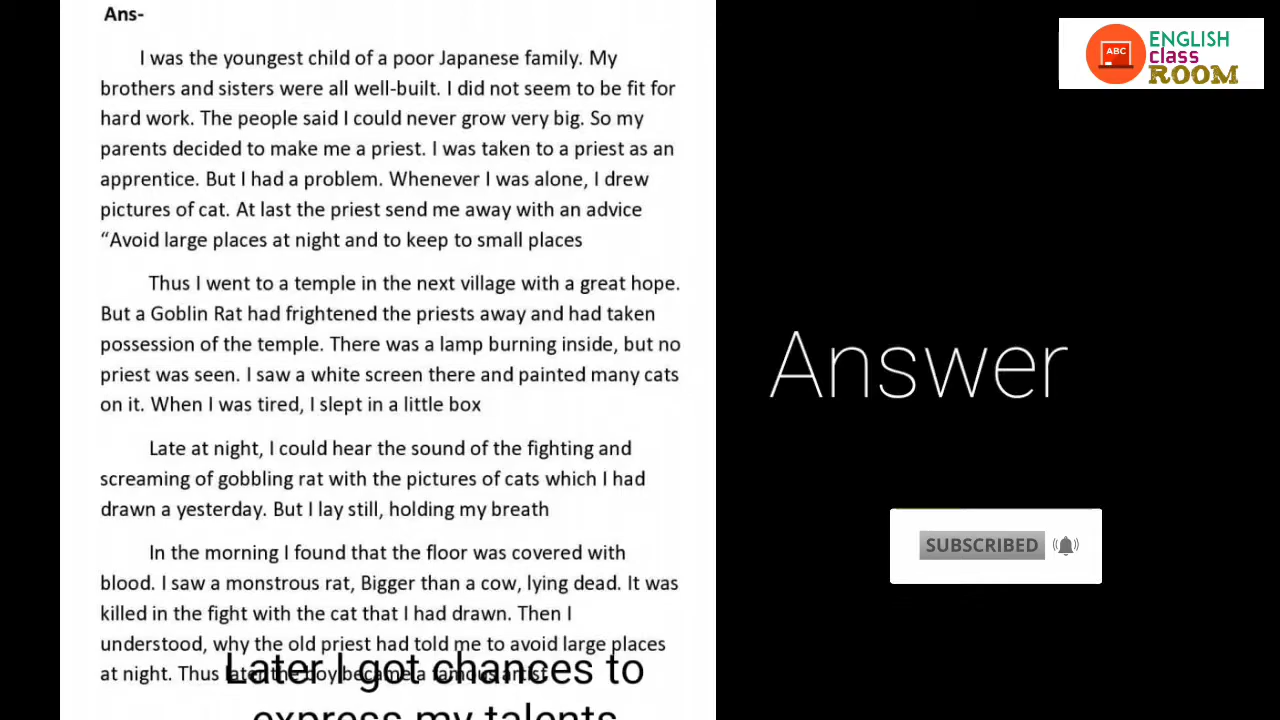 Ans-
I was the youngest child of a poor Japanese family. My
brothers and sisters were all well-built. I did not seem to be fit for
hard work. The people said I could never grow very big. So my
parents decided to make me a priest. I was taken to a priest as an
apprentice. But I had a problem. Whenever I was alone, I drew
pictures of cat. At last the priest send me away with an advice
“Avoid large places at night and to keep to small places
Thus I went to a temple in the next village with a great hope.
But a Goblin Rat had frightened the priests away and had taken
possession of the temple. There was a lamp burning inside, but no
priest was seen. I saw a white screen there and painted many cats
on it. When I was tired, I slept in a little box
Late at night, I could hear the sound of the fighting and
screaming of gobbling rat with the pictures of cats which I had
drawn a yesterday. But I lay still, holding my breath
In the morning I found that the floor was covered with
blood. I saw a monstrous rat, Bigger than a cow, lying dead. It was
killed in the fight with the cat that I had drawn. Then I
understood, why the old priest had told me to avoid large places
at night. Thus later the boy became a famous artist
Later I got chances to
express my talents
ABC
ENGLISH
class
ROOM
Answer
SUBSCRIBED